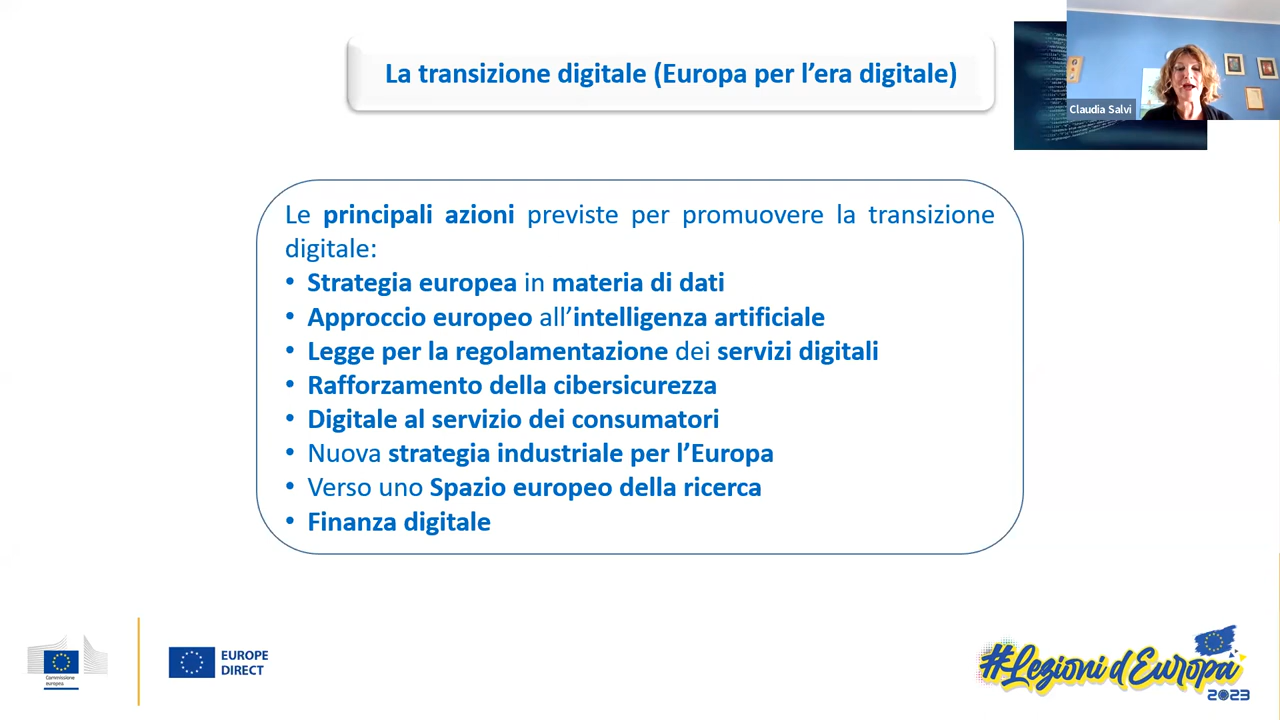 La transizione digitale (Europa per l’era digitale)
Claudia Salvi
Le principali azioni previste per promuovere la transizione
digitale:
• Strategia europea in materia di dati
• Approccio europeo all’intelligenza artificiale
• Legge per la regolamentazione dei servizi digitali
• Rafforzamento della cibersicurezza
• Digitale al servizio dei consumatori
• Nuova strategia industriale per l’Europa
• Verso uno Spazio europeo della ricerca
• Finanza digitale
Commissione
europea
EUROPE
DIRECT
#Lezioni d'Europa
2023